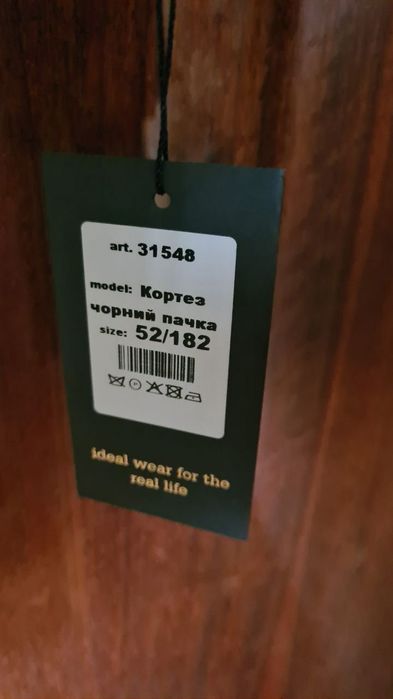 art. 31548
model: Кортез
чорний пачка
size: 52/182
ideal wear for the
real life